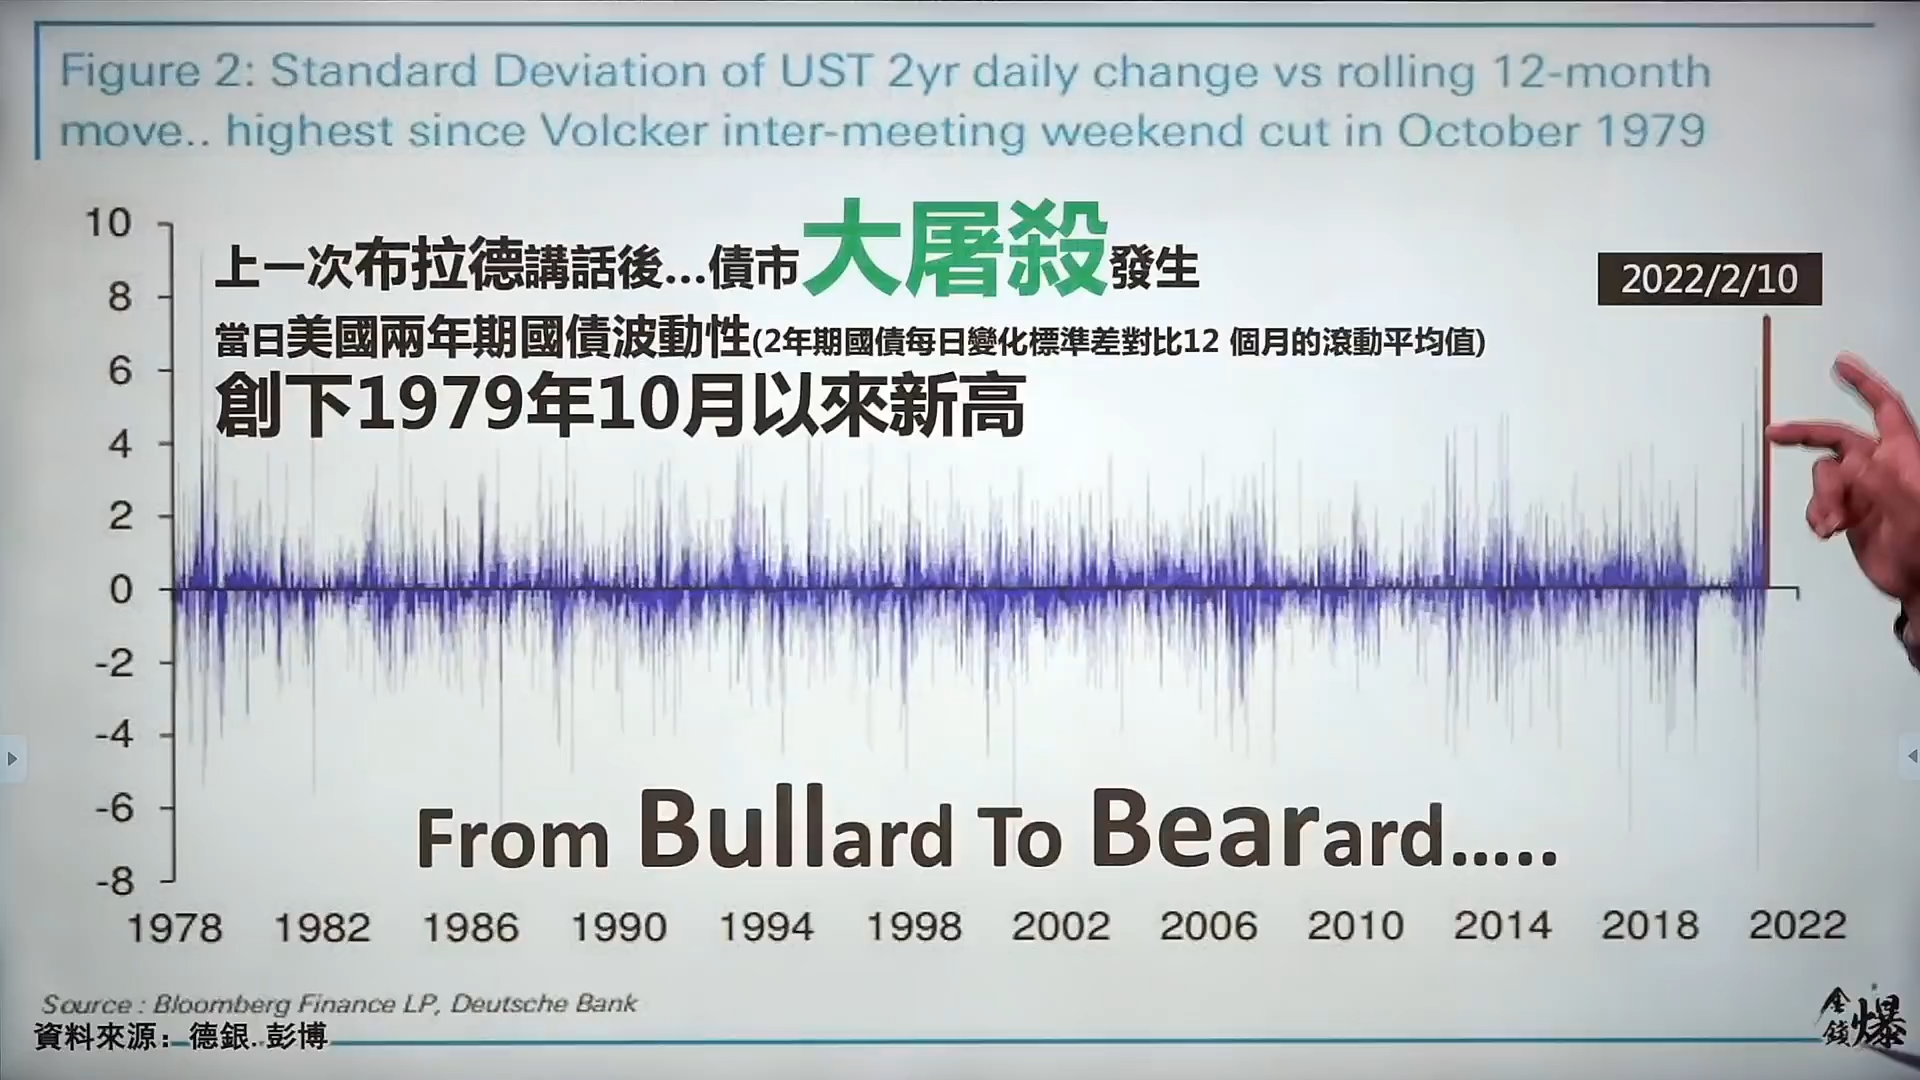 Figure 2: Standard Deviation of UST 2yr daily change vs rolling 12-month
move.. highest since Volcker inter-meeting weekend cut in October 1979
上一次布拉德講話後...債市大屠殺發生
2022/2/10
當日美國兩年期國債波動性(2年期國債每日變化標準差對比12 個月的滾動平均值)
創下1979年10月以來新高
10
8
6
4
2
0
-2
-4
-6
-8
From Bullard To Bearard.....
1978 1982 1986 1990 1994 1998 2002 2006 2010 2014 2018 2022
Source : Bloomberg Finance LP, Deutsche Bank
資料來源：德銀.彭博
金錢爆